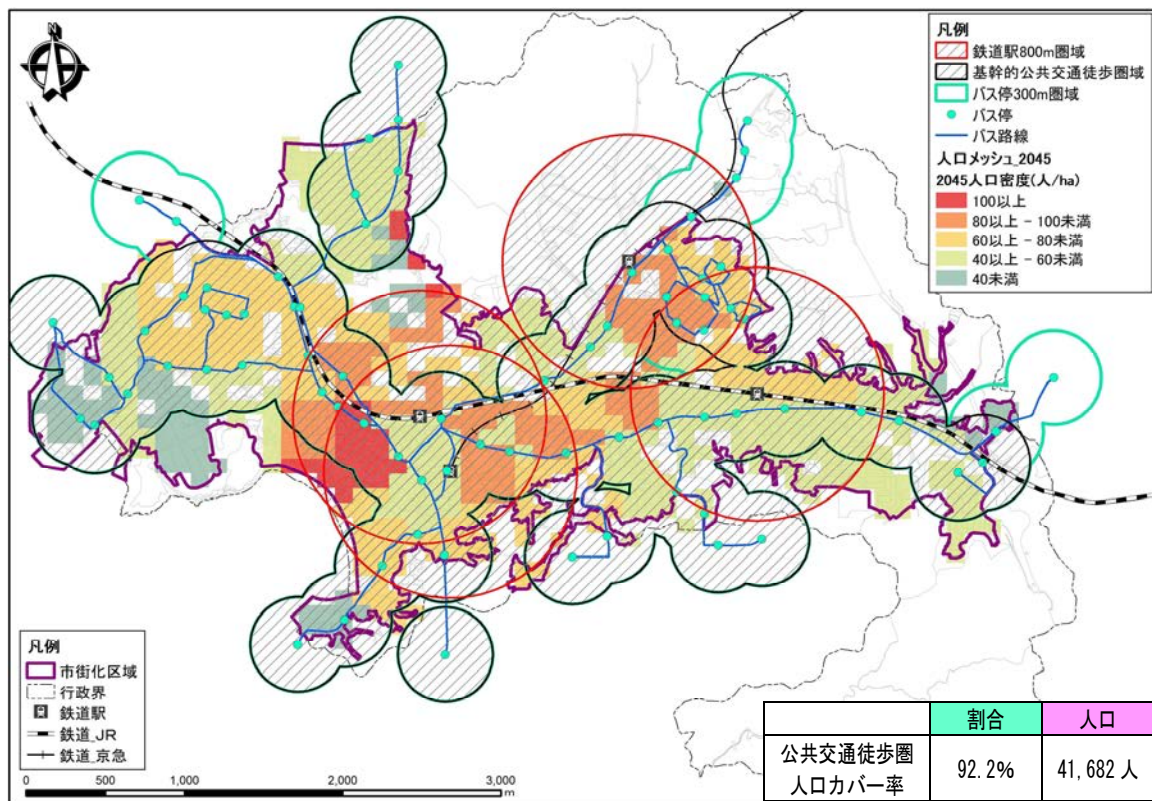 N
凡例
鉄道駅800m圏域
基幹的公共交通徒歩圏域
バス停300m圏域
バス停
バス路線
人口メッシュ_2045
2045人口密度(人/ha)
100以上
80以上 - 100未満
60以上 - 80未満
40以上 - 60未満
40未満
凡例
市街化区域
行政界
鉄道駅
鉄道_JR
鉄道_京急
0 500 1,000 2,000 3,000
m
割合 人口
公共交通徒歩圏
人口カバー率 92.2% 41,682 人